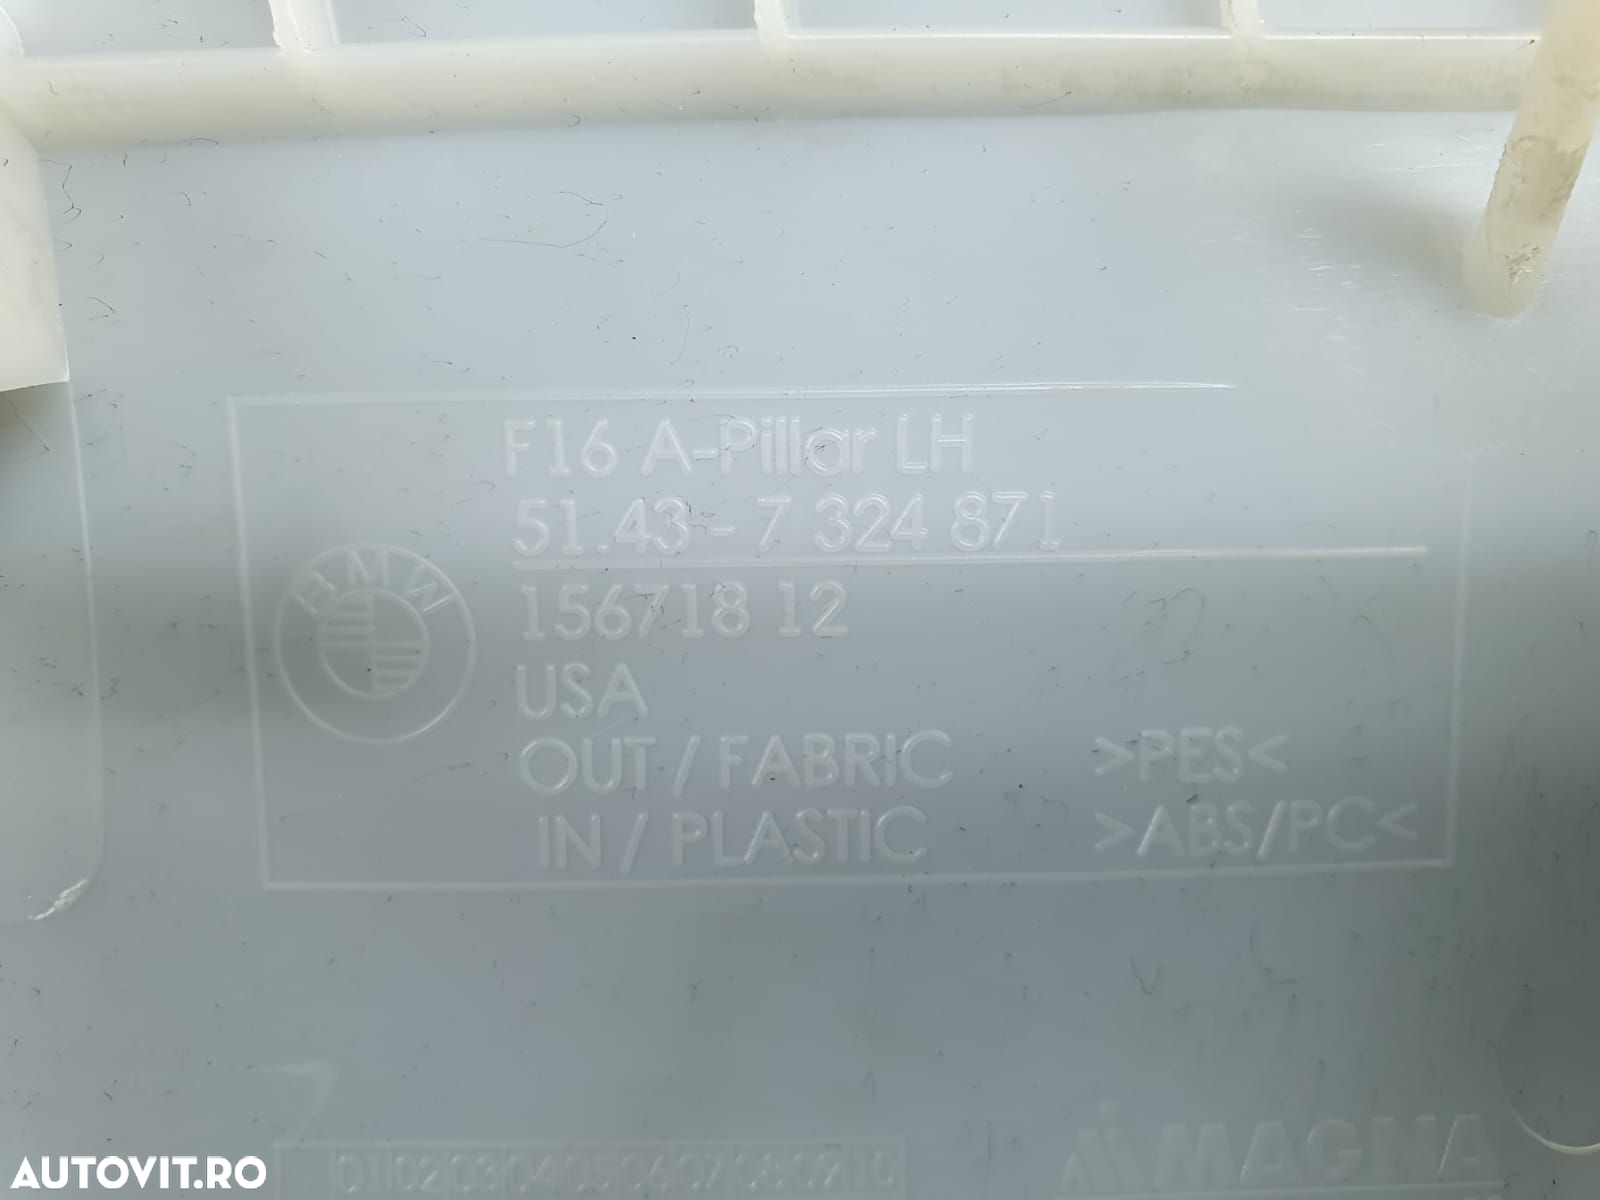 F16 A-Pillar LH
51.43-7 324 871
BMW
156718 12
USA
OUT / FABRIC >PES<
IN / PLASTIC >ABS/PC<
MAGNA
01 02 03 04 05 06 07 08 09 10
AUTOVIT.RO